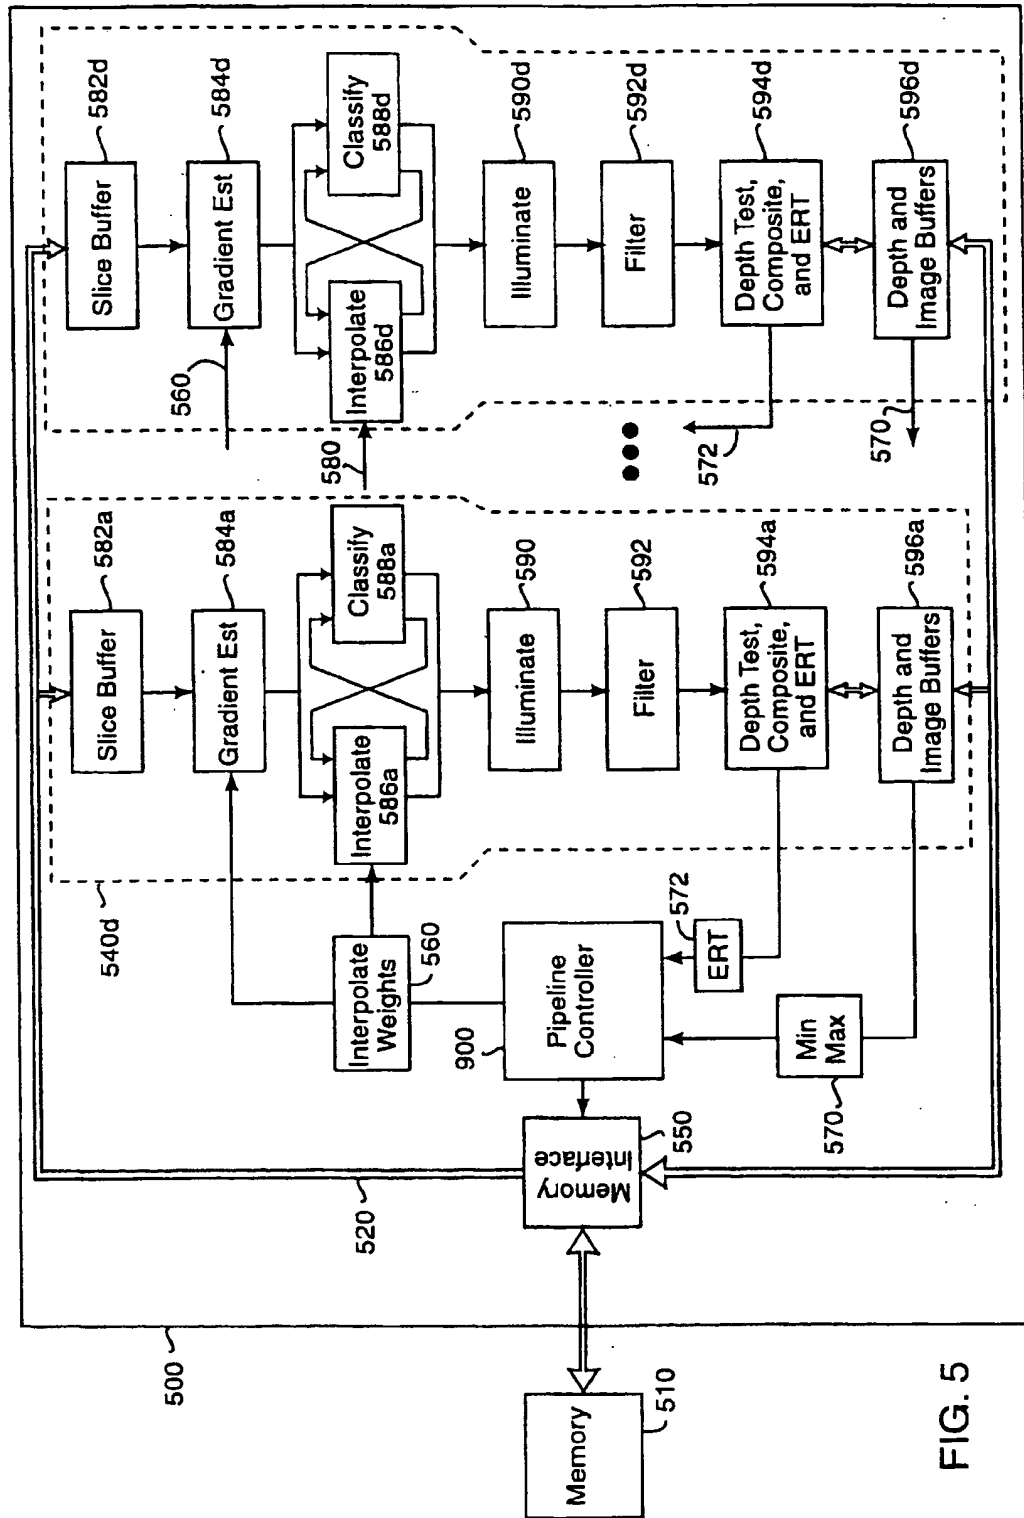 500
Memory
510
Memory
Interface
550
520
Pipeline
Controller
900
Interpolate
Weights
560
ERT
572
Min
Max
570
540d
Slice Buffer
582a
Gradient Est
584a
Interpolate
586a
Classify
588a
Illuminate
590
Filter
592
Depth Test,
Composite,
and ERT
594a
Depth and
Image Buffers
596a
560
580
572
570
Slice Buffer
582d
Gradient Est
584d
Interpolate
586d
Classify
588d
Illuminate
590d
Filter
592d
Depth Test,
Composite,
and ERT
594d
Depth and
Image Buffers
596d
FIG. 5